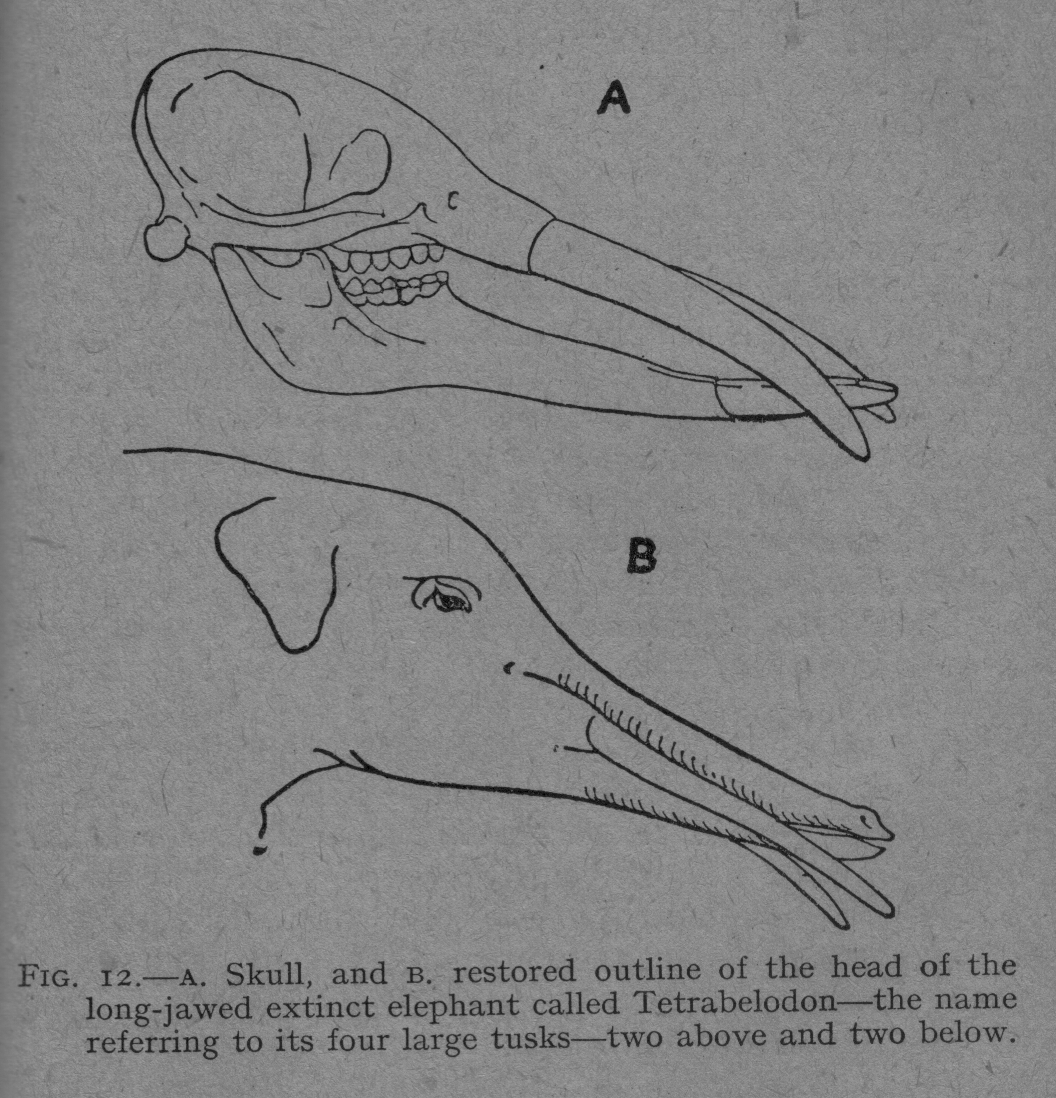 A
B
FIG. 12.—A. Skull, and B. restored outline of the head of the
long-jawed extinct elephant called Tetrabelodon—the name
referring to its four large tusks—two above and two below.